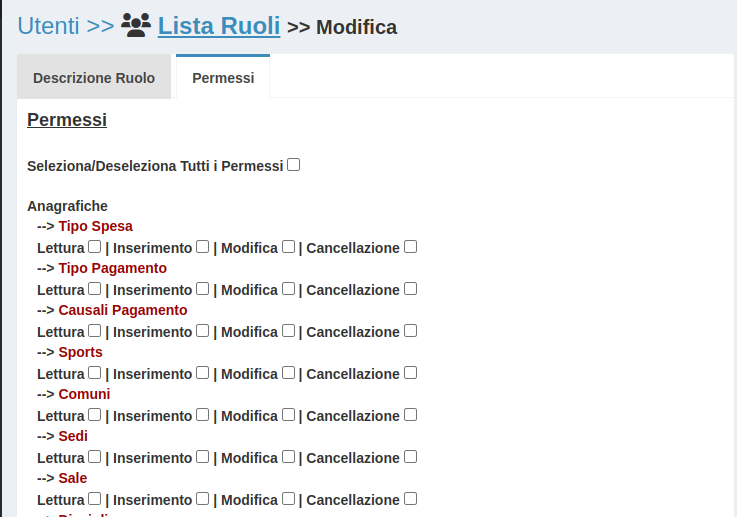 Utenti >> Lista Ruoli >> Modifica
Descrizione Ruolo Permessi
Permessi
Seleziona/Deseleziona Tutti i Permessi
Anagrafiche
--> Tipo Spesa
Lettura | Inserimento | Modifica | Cancellazione
--> Tipo Pagamento
Lettura | Inserimento | Modifica | Cancellazione
--> Causali Pagamento
Lettura | Inserimento | Modifica | Cancellazione
--> Sports
Lettura | Inserimento | Modifica | Cancellazione
--> Comuni
Lettura | Inserimento | Modifica | Cancellazione
--> Sedi
Lettura | Inserimento | Modifica | Cancellazione
--> Sale
Lettura | Inserimento | Modifica | Cancellazione